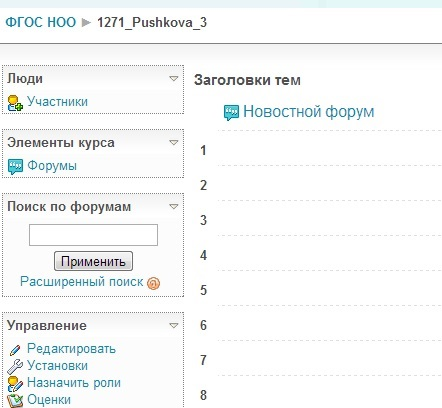 ФГОС НОО ► 1271_Pushkova_3
Люди
Участники
Элементы курса
Форумы
Поиск по форумам
Применить
Расширенный поиск
Управление
Редактировать
Установки
Назначить роли
Оценки
Заголовки тем
Новостной форум
1
2
3
4
5
6
7
8